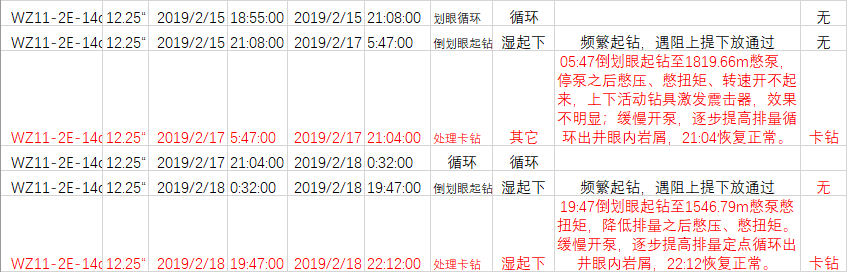 WZ11-2E-14d 12.25" 2019/2/15 18:55:00 2019/2/15 21:08:00 划眼循环 循环 无
WZ11-2E-14d 12.25" 2019/2/15 21:08:00 2019/2/17 5:47:00 倒划眼起钻 湿起下 频繁起钻，遇阻上提下放通过 无
05:47倒划眼起钻至1819.66m憋泵，
停泵之后憋压、憋扭矩、转速开不起
来，上下活动钻具激发震击器，效果
不明显；缓慢开泵，逐步提高排量循
WZ11-2E-14d 12.25" 2019/2/17 5:47:00 2019/2/17 21:04:00 处理卡钻 其它 环出井眼内岩屑，21:04恢复正常。 卡钻
WZ11-2E-14d 12.25" 2019/2/17 21:04:00 2019/2/18 0:32:00 循环 循环
WZ11-2E-14d 12.25" 2019/2/18 0:32:00 2019/2/18 19:47:00 倒划眼起钻 湿起下 频繁起钻，遇阻上提下放通过 无
19:47倒划眼起钻至1546.79m憋泵憋
扭矩，降低排量之后憋压、憋扭矩。
缓慢开泵，逐步提高排量定点循环出
WZ11-2E-14d 12.25" 2019/2/18 19:47:00 2019/2/18 22:12:00 处理卡钻 湿起下 井眼内岩屑，22:12恢复正常。 卡钻